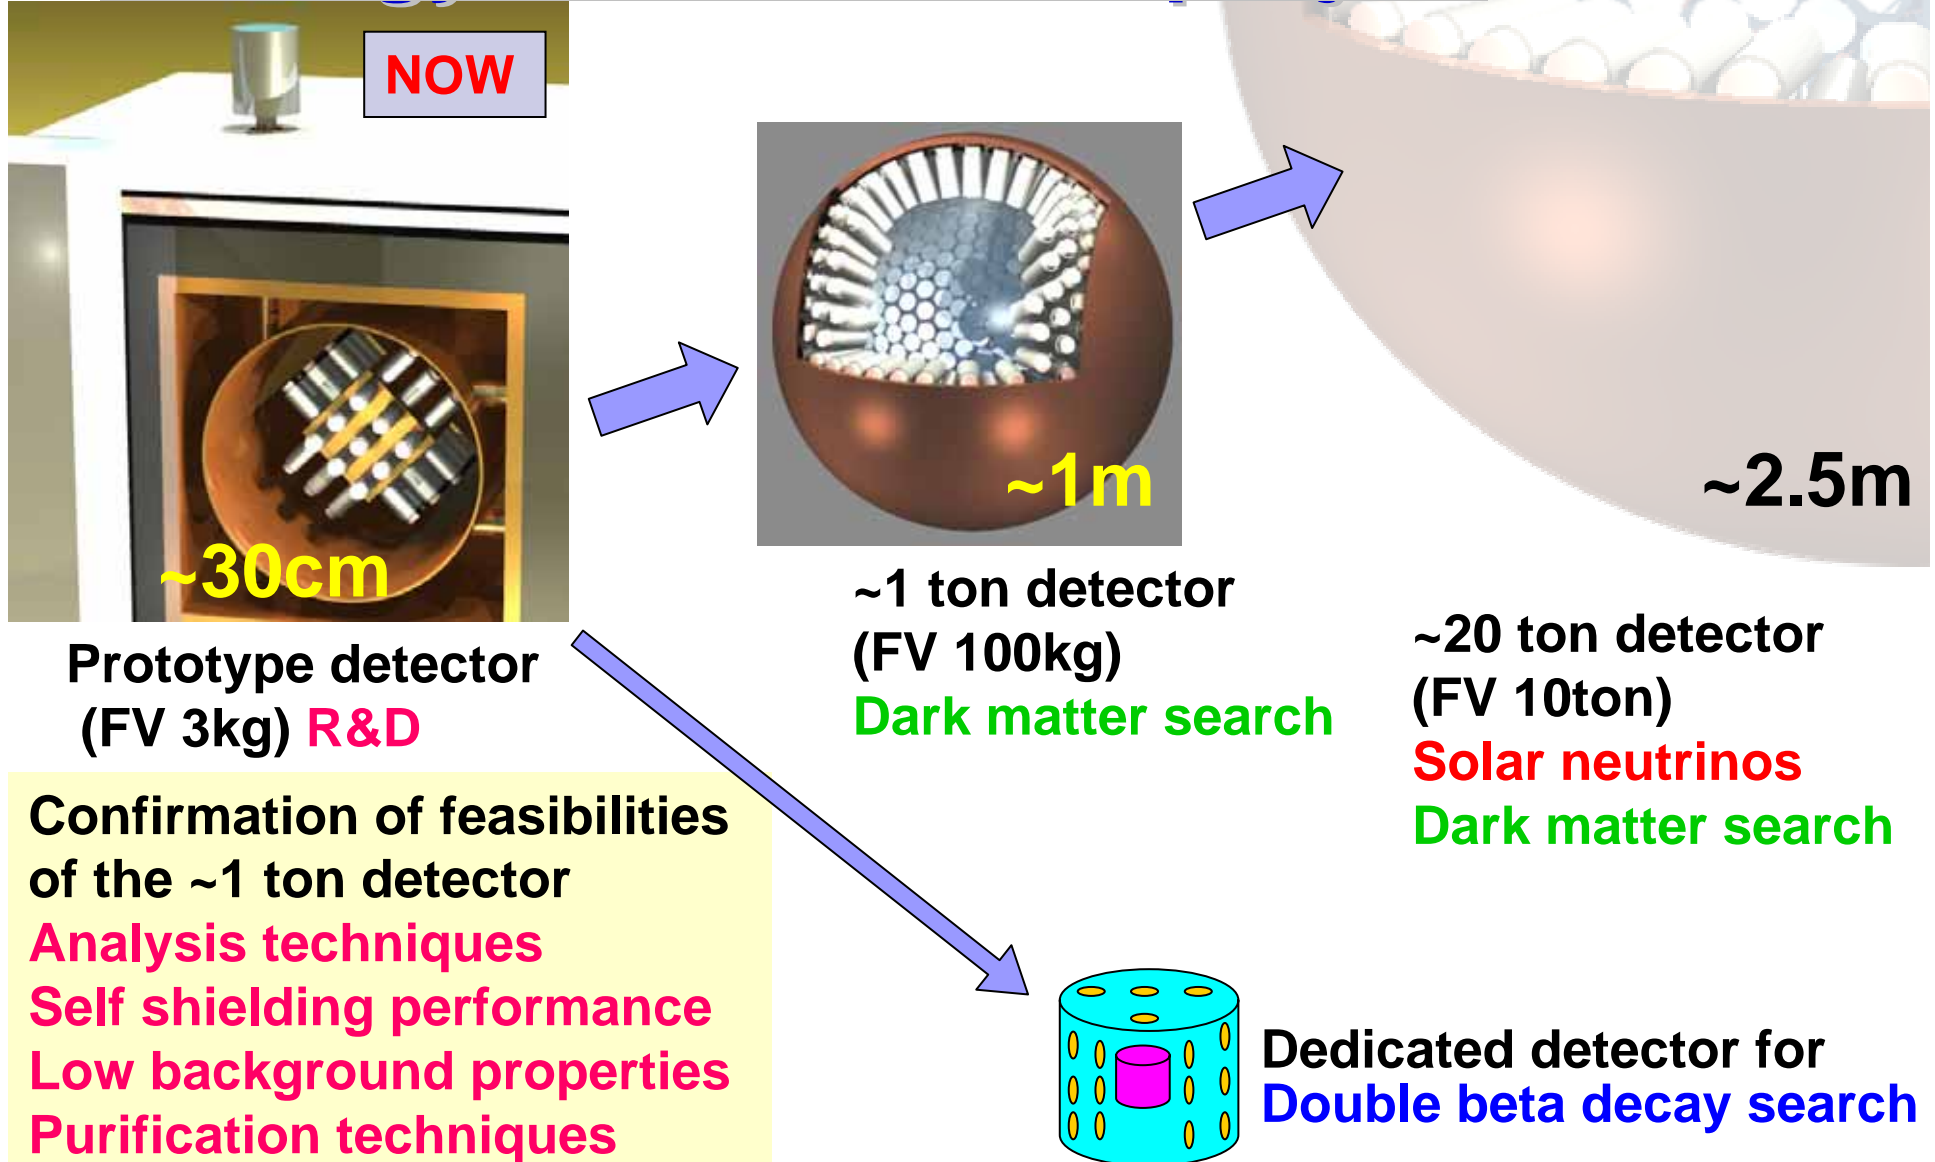 NOW
~30cm
~1m
~2.5m
Prototype detector
(FV 3kg) R&D
~1 ton detector
(FV 100kg)
Dark matter search
~20 ton detector
(FV 10ton)
Solar neutrinos
Dark matter search
Confirmation of feasibilities
of the ~1 ton detector
Analysis techniques
Self shielding performance
Low background properties
Purification techniques
Dedicated detector for
Double beta decay search